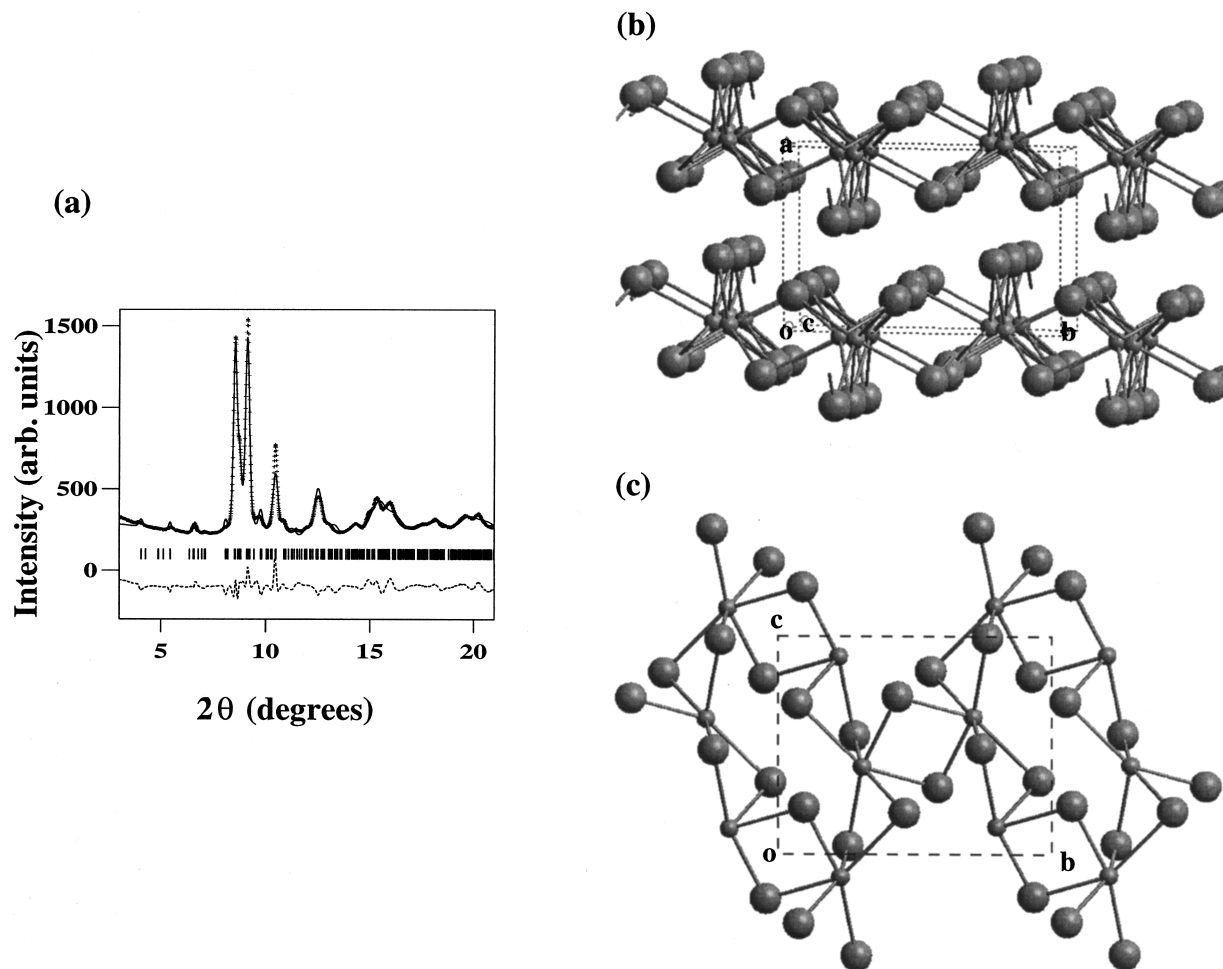 (a)
Intensity (arb. units)
1500
1000
500
0
5
10
15
20
2θ (degrees)
(b)
a
o
c
b
(c)
c
o
b